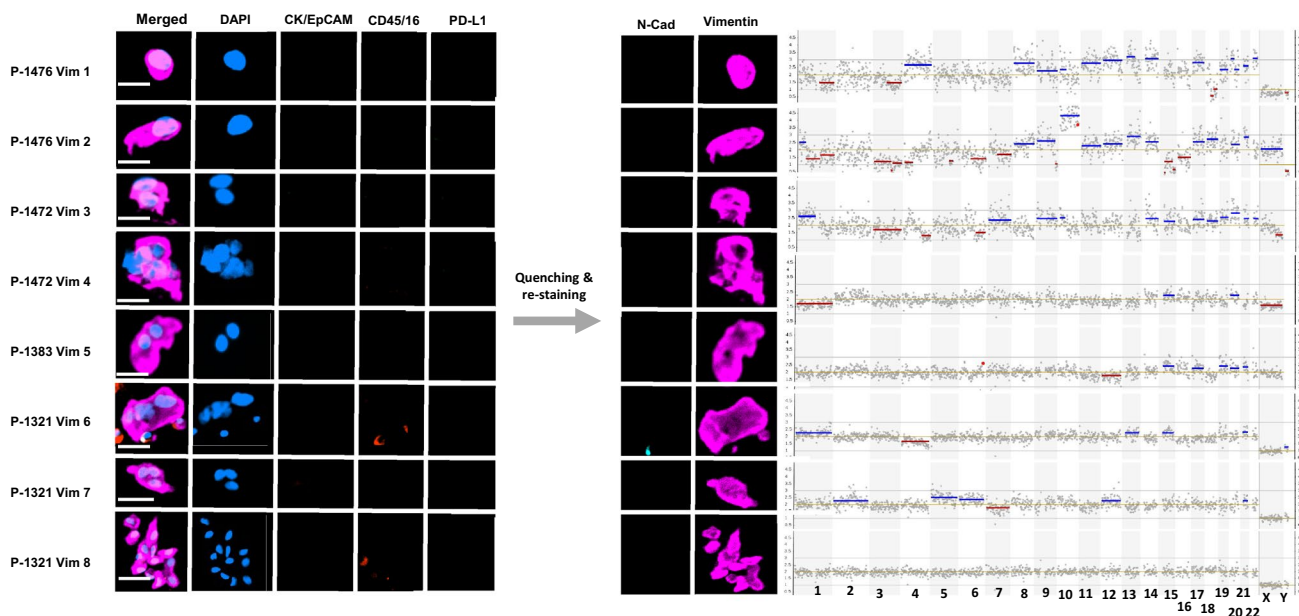 Merged DAPI CK/EpCAM CD45/16 PD-L1 N-Cad Vimentin
P-1476 Vim 1
P-1476 Vim 2
P-1472 Vim 3
P-1472 Vim 4
Quenching &
re-staining
P-1383 Vim 5
P-1321 Vim 6
P-1321 Vim 7
P-1321 Vim 8
1 2 3 4 5 6 7 8 9 10 11 12 13 14 15 16 17 18 19 20 21 22 X Y